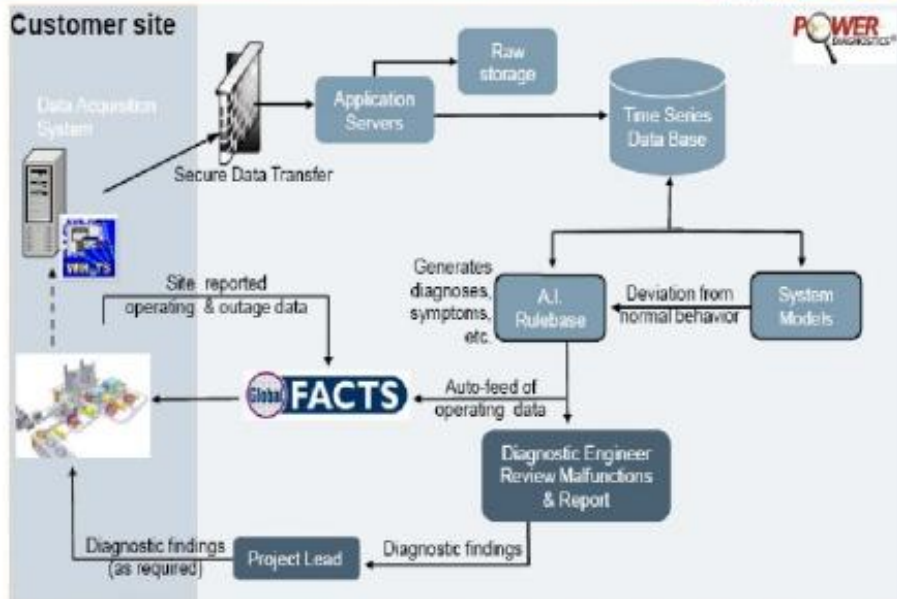 Customer site
POWER
DIAGNOSTICS®
Data Acquisition
System
Secure Data Transfer
Application
Servers
Raw
storage
Time Series
Data Base
Site reported
operating & outage data
Generates
diagnoses,
symptoms,
etc.
A.I.
Rulebase
Deviation from
normal behavior
System
Models
Global
FACTS
Auto-feed of
operating data
Diagnostic Engineer
Review Malfunctions
& Report
Diagnostic findings
(as required)
Project Lead
Diagnostic findings